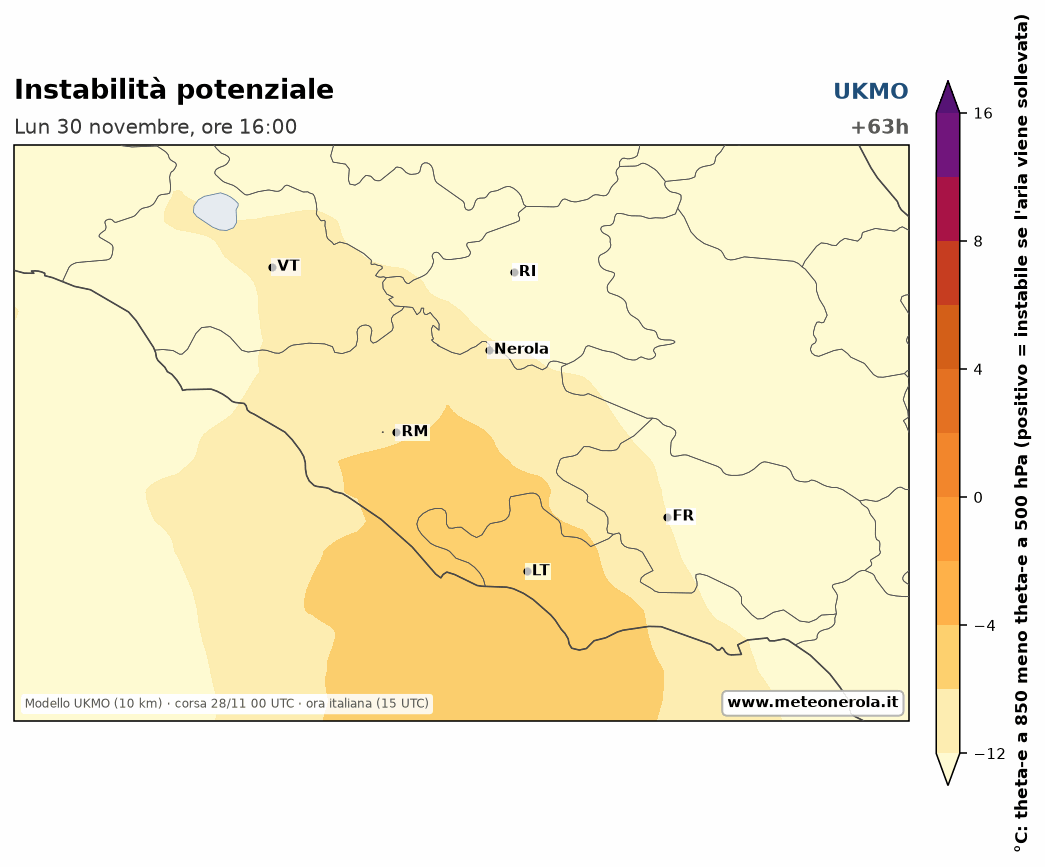 Instabilità potenziale
UKMO
Lun 30 novembre, ore 16:00
+63h
VT
RI
Nerola
RM
FR
LT
Modello UKMO (10 km) · corsa 28/11 00 UTC · ora italiana (15 UTC)
www.meteonerola.it
16
8
4
0
−4
−12
°C: theta-e a 850 meno theta-e a 500 hPa (positivo = instabile se l'aria viene sollevata)